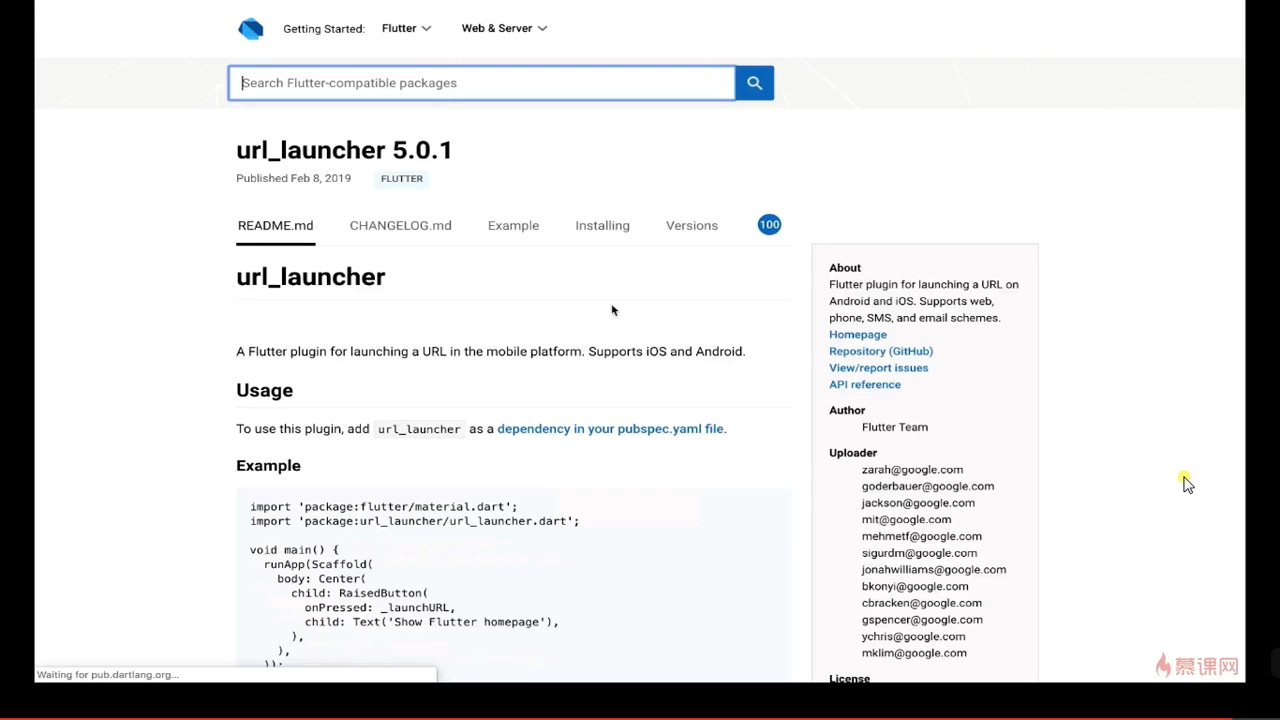 Getting Started: Flutter Web & Server
Search Flutter-compatible packages
url_launcher 5.0.1
Published Feb 8, 2019 FLUTTER
README.md CHANGELOG.md Example Installing Versions 100
url_launcher
A Flutter plugin for launching a URL in the mobile platform. Supports iOS and Android.
Usage
To use this plugin, add url_launcher as a dependency in your pubspec.yaml file.
Example
import 'package:flutter/material.dart';
import 'package:url_launcher/url_launcher.dart';
void main() {
runApp(Scaffold(
body: Center(
child: RaisedButton(
onPressed: _launchURL,
child: Text('Show Flutter homepage'),
),
),
));
About
Flutter plugin for launching a URL on
Android and iOS. Supports web,
phone, SMS, and email schemes.
Homepage
Repository (GitHub)
View/report issues
API reference
Author
Flutter Team
Uploader
zarah@google.com
goderbauer@google.com
jackson@google.com
mit@google.com
mehmetf@google.com
sigurdm@google.com
jonahwilliams@google.com
bkonyi@google.com
cbracken@google.com
gspencer@google.com
ychris@google.com
mklim@google.com
License
Waiting for pub.dartlang.org...
慕课网